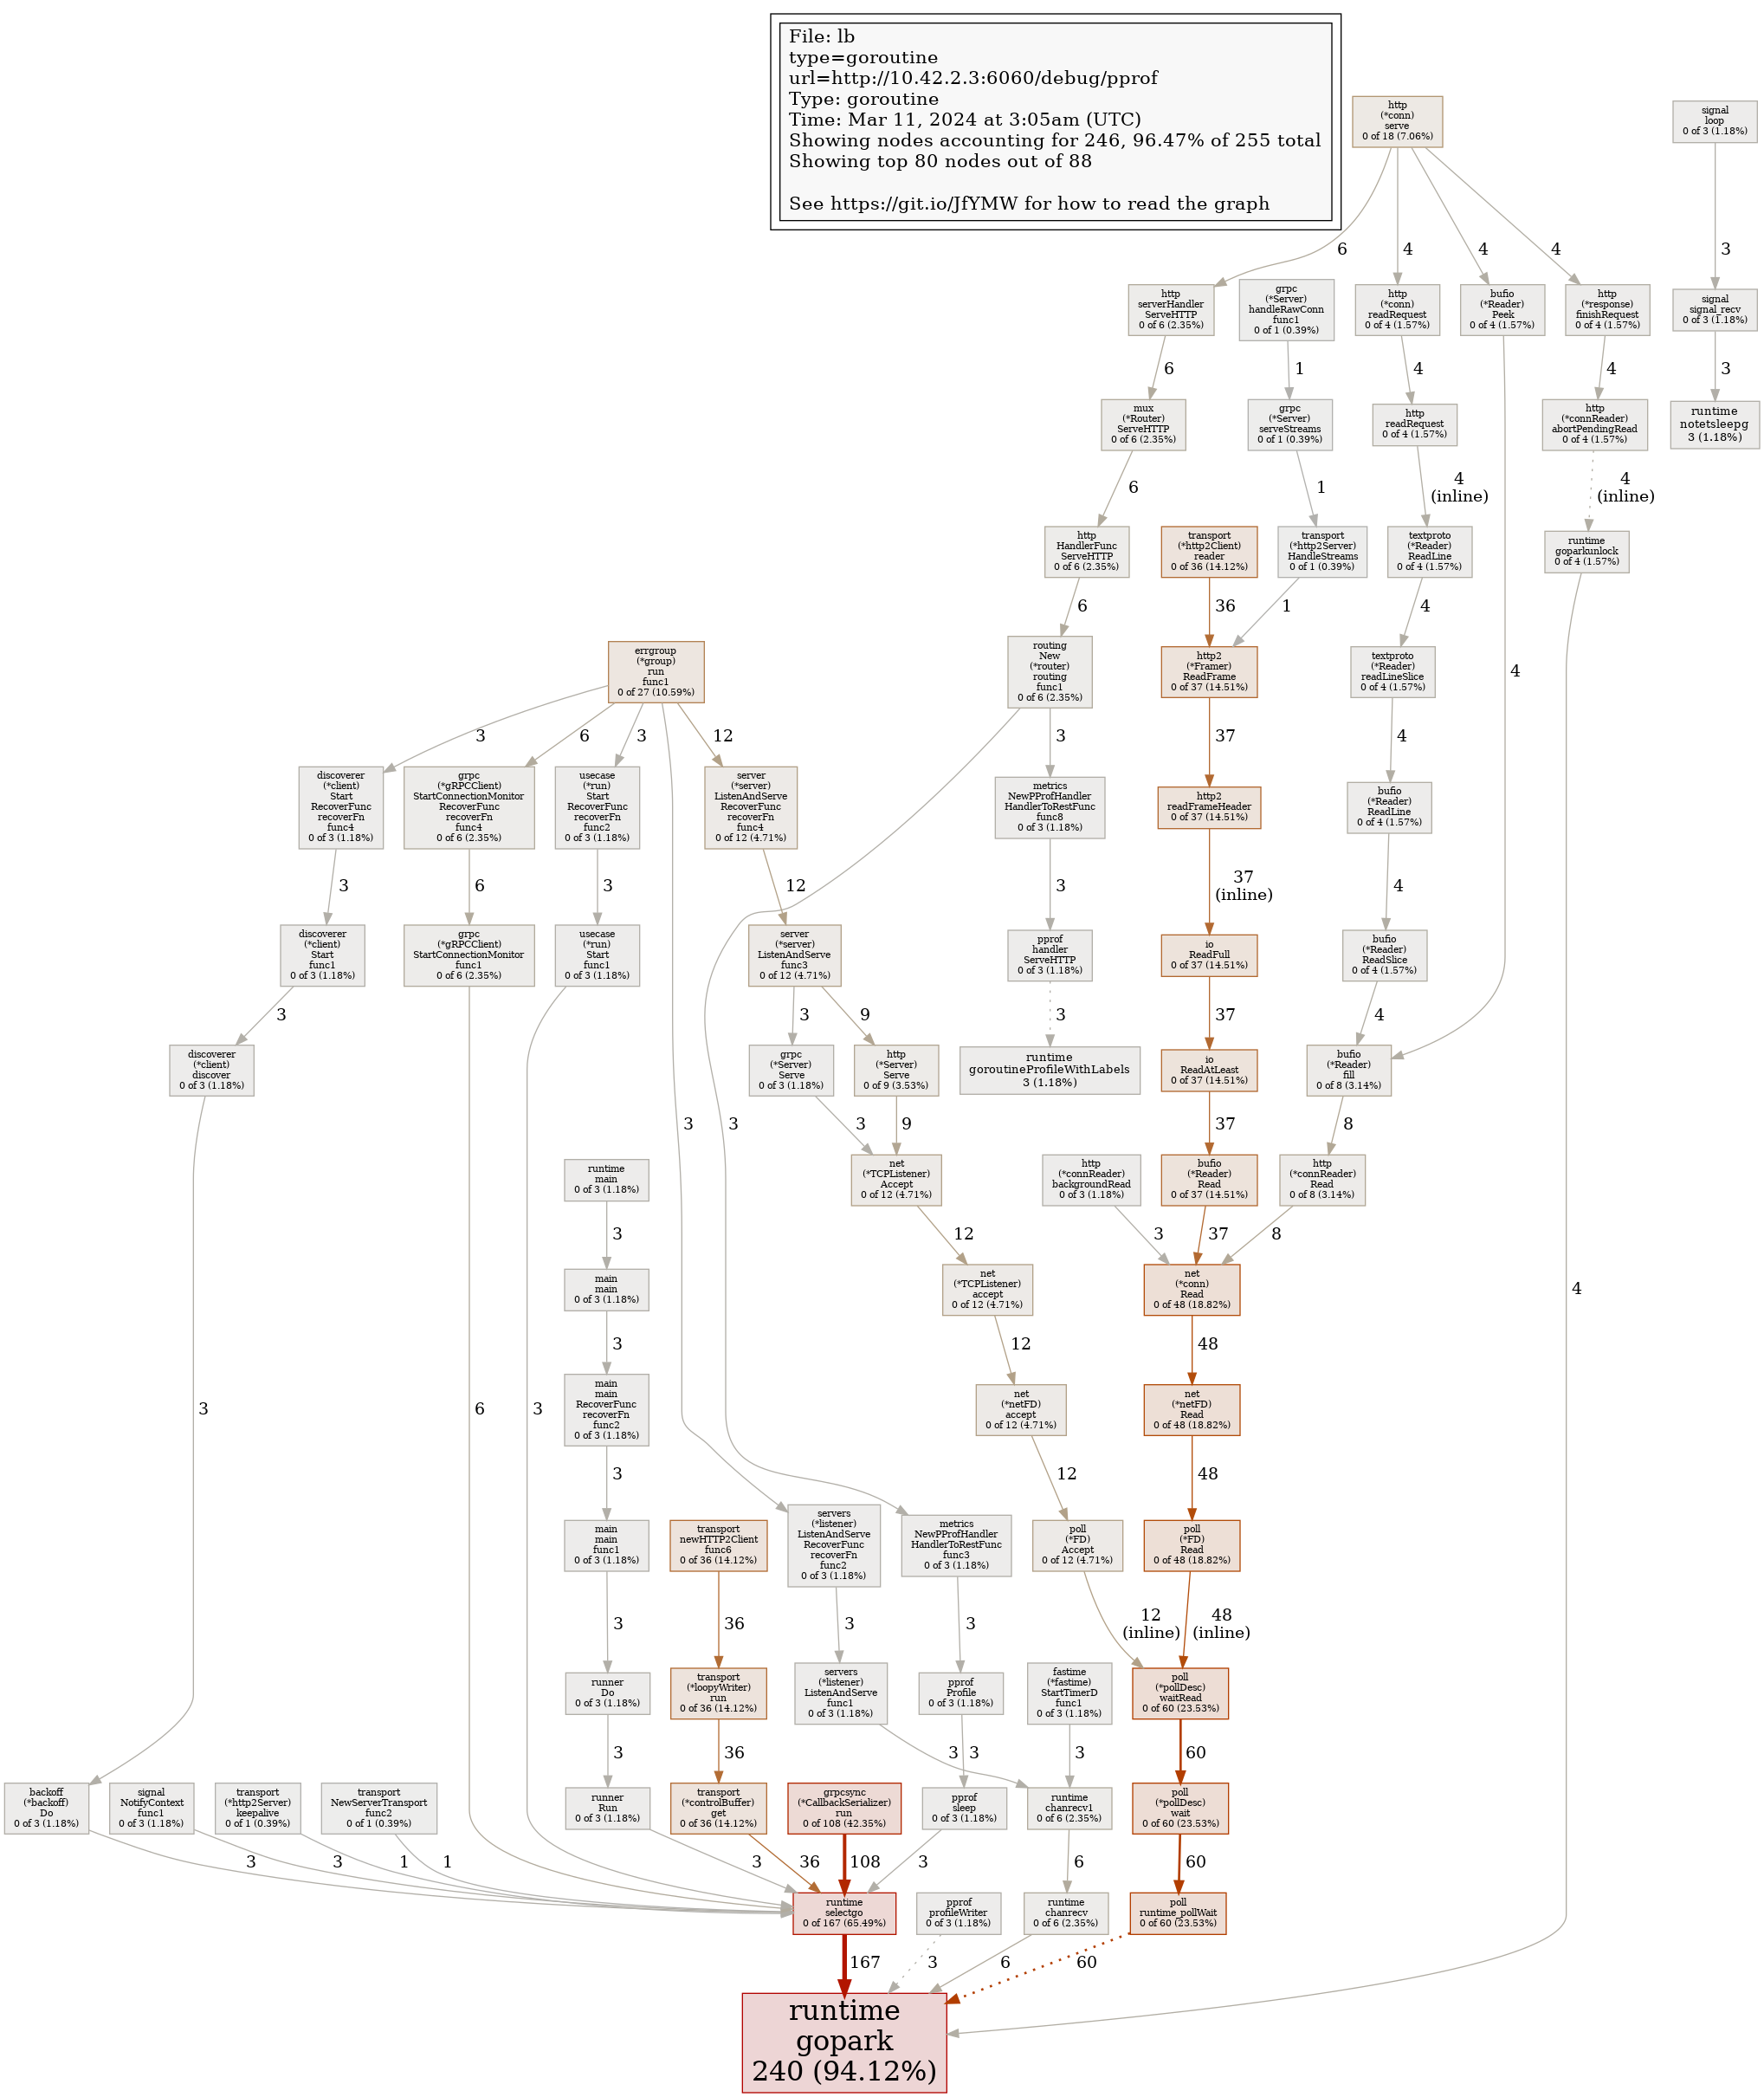 File: lb
type=goroutine
url=http://10.42.2.3:6060/debug/pprof
Type: goroutine
Time: Mar 11, 2024 at 3:05am (UTC)
Showing nodes accounting for 246, 96.47% of 255 total
Showing top 80 nodes out of 88
See https://git.io/JfYMW for how to read the graph
http
(*conn)
serve
0 of 18 (7.06%)
signal
loop
0 of 3 (1.18%)
6
4
4
4
3
http
serverHandler
ServeHTTP
0 of 6 (2.35%)
grpc
(*Server)
handleRawConn
func1
0 of 1 (0.39%)
http
(*conn)
readRequest
0 of 4 (1.57%)
bufio
(*Reader)
Peek
0 of 4 (1.57%)
http
(*response)
finishRequest
0 of 4 (1.57%)
signal
signal_recv
0 of 3 (1.18%)
6
1
4
4
3
mux
(*Router)
ServeHTTP
0 of 6 (2.35%)
grpc
(*Server)
serveStreams
0 of 1 (0.39%)
http
readRequest
0 of 4 (1.57%)
http
(*connReader)
abortPendingRead
0 of 4 (1.57%)
runtime
notetsleepg
3 (1.18%)
6
1
4
(inline)
4
(inline)
http
HandlerFunc
ServeHTTP
0 of 6 (2.35%)
transport
(*http2Client)
reader
0 of 36 (14.12%)
transport
(*http2Server)
HandleStreams
0 of 1 (0.39%)
textproto
(*Reader)
ReadLine
0 of 4 (1.57%)
runtime
goparkunlock
0 of 4 (1.57%)
6
36
1
4
4
errgroup
(*group)
run
func1
0 of 27 (10.59%)
routing
New
(*router)
routing
func1
0 of 6 (2.35%)
http2
(*Framer)
ReadFrame
0 of 37 (14.51%)
textproto
(*Reader)
readLineSlice
0 of 4 (1.57%)
3
6
3
12
3
37
4
discoverer
(*client)
Start
RecoverFunc
recoverFn
func4
0 of 3 (1.18%)
grpc
(*gRPCClient)
StartConnectionMonitor
RecoverFunc
recoverFn
func4
0 of 6 (2.35%)
usecase
(*run)
Start
RecoverFunc
recoverFn
func2
0 of 3 (1.18%)
server
(*server)
ListenAndServe
RecoverFunc
recoverFn
func4
0 of 12 (4.71%)
metrics
NewPProfHandler
HandlerToRestFunc
func8
0 of 3 (1.18%)
http2
readFrameHeader
0 of 37 (14.51%)
bufio
(*Reader)
ReadLine
0 of 4 (1.57%)
3
6
3
12
3
37
(inline)
4
discoverer
(*client)
Start
func1
0 of 3 (1.18%)
grpc
(*gRPCClient)
StartConnectionMonitor
func1
0 of 6 (2.35%)
usecase
(*run)
Start
func1
0 of 3 (1.18%)
server
(*server)
ListenAndServe
func3
0 of 12 (4.71%)
pprof
handler
ServeHTTP
0 of 3 (1.18%)
io
ReadFull
0 of 37 (14.51%)
bufio
(*Reader)
ReadSlice
0 of 4 (1.57%)
3
3
9
3
37
4
discoverer
(*client)
discover
0 of 3 (1.18%)
grpc
(*Server)
Serve
0 of 3 (1.18%)
http
(*Server)
Serve
0 of 9 (3.53%)
runtime
goroutineProfileWithLabels
3 (1.18%)
io
ReadAtLeast
0 of 37 (14.51%)
bufio
(*Reader)
fill
0 of 8 (3.14%)
3
3
3
9
37
8
runtime
main
0 of 3 (1.18%)
net
(*TCPListener)
Accept
0 of 12 (4.71%)
http
(*connReader)
backgroundRead
0 of 3 (1.18%)
bufio
(*Reader)
Read
0 of 37 (14.51%)
http
(*connReader)
Read
0 of 8 (3.14%)
3
12
3
37
8
4
main
main
0 of 3 (1.18%)
net
(*TCPListener)
accept
0 of 12 (4.71%)
net
(*conn)
Read
0 of 48 (18.82%)
3
12
48
3
6
3
main
main
RecoverFunc
recoverFn
func2
0 of 3 (1.18%)
net
(*netFD)
accept
0 of 12 (4.71%)
net
(*netFD)
Read
0 of 48 (18.82%)
3
12
48
main
main
func1
0 of 3 (1.18%)
transport
newHTTP2Client
func6
0 of 36 (14.12%)
servers
(*listener)
ListenAndServe
RecoverFunc
recoverFn
func2
0 of 3 (1.18%)
metrics
NewPProfHandler
HandlerToRestFunc
func3
0 of 3 (1.18%)
poll
(*FD)
Accept
0 of 12 (4.71%)
poll
(*FD)
Read
0 of 48 (18.82%)
3
36
3
3
12
(inline)
48
(inline)
runner
Do
0 of 3 (1.18%)
transport
(*loopyWriter)
run
0 of 36 (14.12%)
servers
(*listener)
ListenAndServe
func1
0 of 3 (1.18%)
pprof
Profile
0 of 3 (1.18%)
fastime
(*fastime)
StartTimerD
func1
0 of 3 (1.18%)
poll
(*pollDesc)
waitRead
0 of 60 (23.53%)
3
36
3
3
3
60
backoff
(*backoff)
Do
0 of 3 (1.18%)
signal
NotifyContext
func1
0 of 3 (1.18%)
transport
(*http2Server)
keepalive
0 of 1 (0.39%)
transport
NewServerTransport
func2
0 of 1 (0.39%)
runner
Run
0 of 3 (1.18%)
transport
(*controlBuffer)
get
0 of 36 (14.12%)
grpcsync
(*CallbackSerializer)
run
0 of 108 (42.35%)
pprof
sleep
0 of 3 (1.18%)
runtime
chanrecv1
0 of 6 (2.35%)
poll
(*pollDesc)
wait
0 of 60 (23.53%)
3
3
1
1
3
36
108
3
6
60
runtime
selectgo
0 of 167 (65.49%)
pprof
profileWriter
0 of 3 (1.18%)
runtime
chanrecv
0 of 6 (2.35%)
poll
runtime_pollWait
0 of 60 (23.53%)
167
3
6
60
runtime
gopark
240 (94.12%)